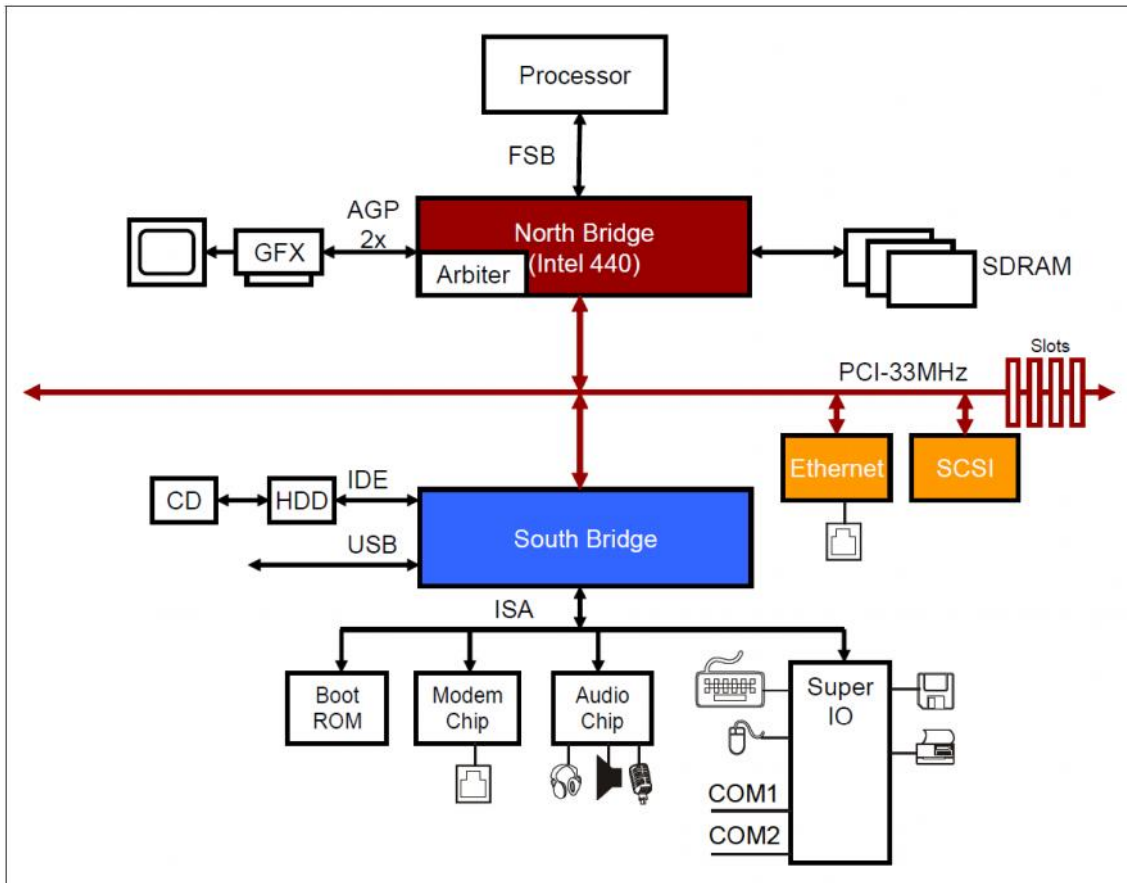 Processor
FSB
AGP
2x
GFX
North Bridge
(Intel 440)
Arbiter
SDRAM
Slots
PCI-33MHz
Ethernet
SCSI
CD
HDD
IDE
USB
South Bridge
ISA
Boot
ROM
Modem
Chip
Audio
Chip
Super
IO
COM1
COM2